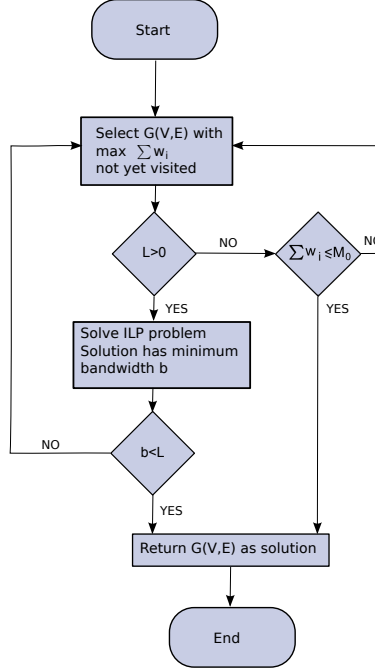 Start
Select G(V,E) with
max ∑w_i
not yet visited
L>0
NO
∑w_i≤M_0
NO
YES
YES
Solve ILP problem
Solution has minimum
bandwidth b
NO
b<L
YES
Return G(V,E) as solution
End